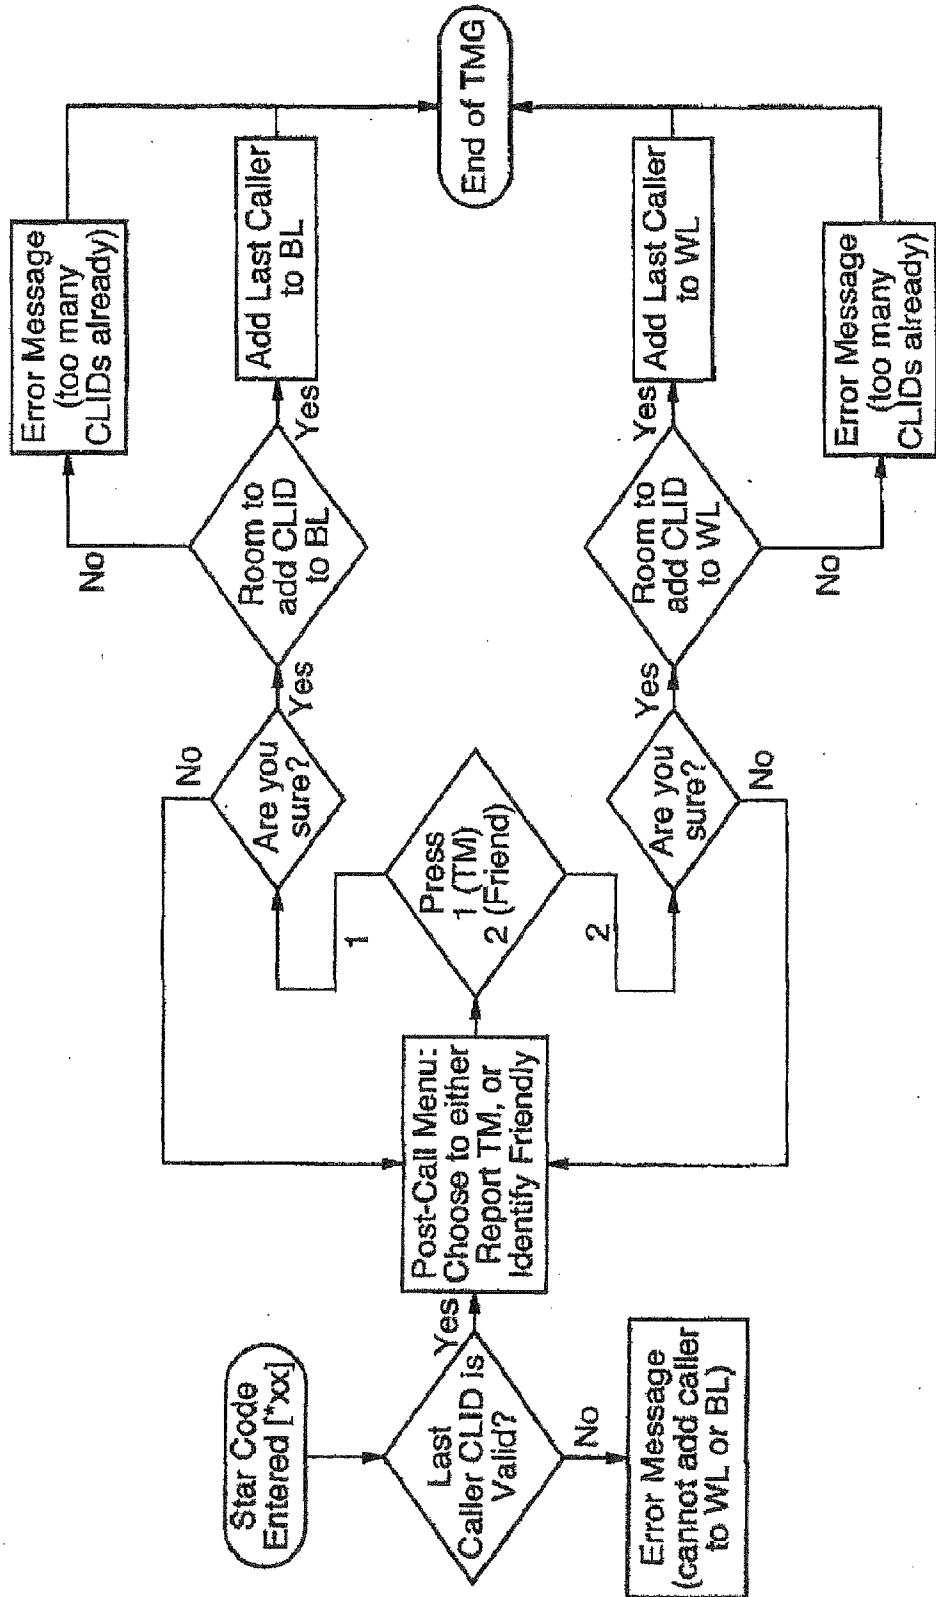 Star Code
Entered [*xx]
Last
Caller CLID is
Valid?
Yes
No
Error Message
(cannot add caller
to WL or BL)
Post-Call Menu:
Choose to either
Report TM, or
Identify Friendly
Press
1 (TM)
2 (Friend)
1
2
Are you
sure?
No
Yes
Room to
add CLID
to BL
No
Yes
Error Message
(too many
CLIDs already)
Add Last Caller
to BL
Are you
sure?
Yes
No
Room to
add CLID
to WL
Yes
No
Add Last Caller
to WL
Error Message
(too many
CLIDs already)
End of TMG